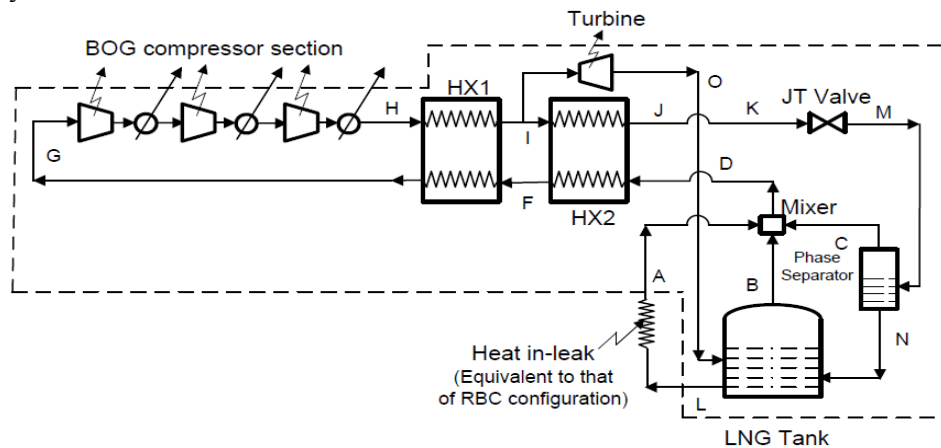 Turbine
BOG compressor section
HX1
O
H
JT Valve
I
J
K
M
G
D
F
HX2
Mixer
C
Phase
Separator
A
B
N
Heat in-leak
(Equivalent to that
of RBC configuration)
L
LNG Tank